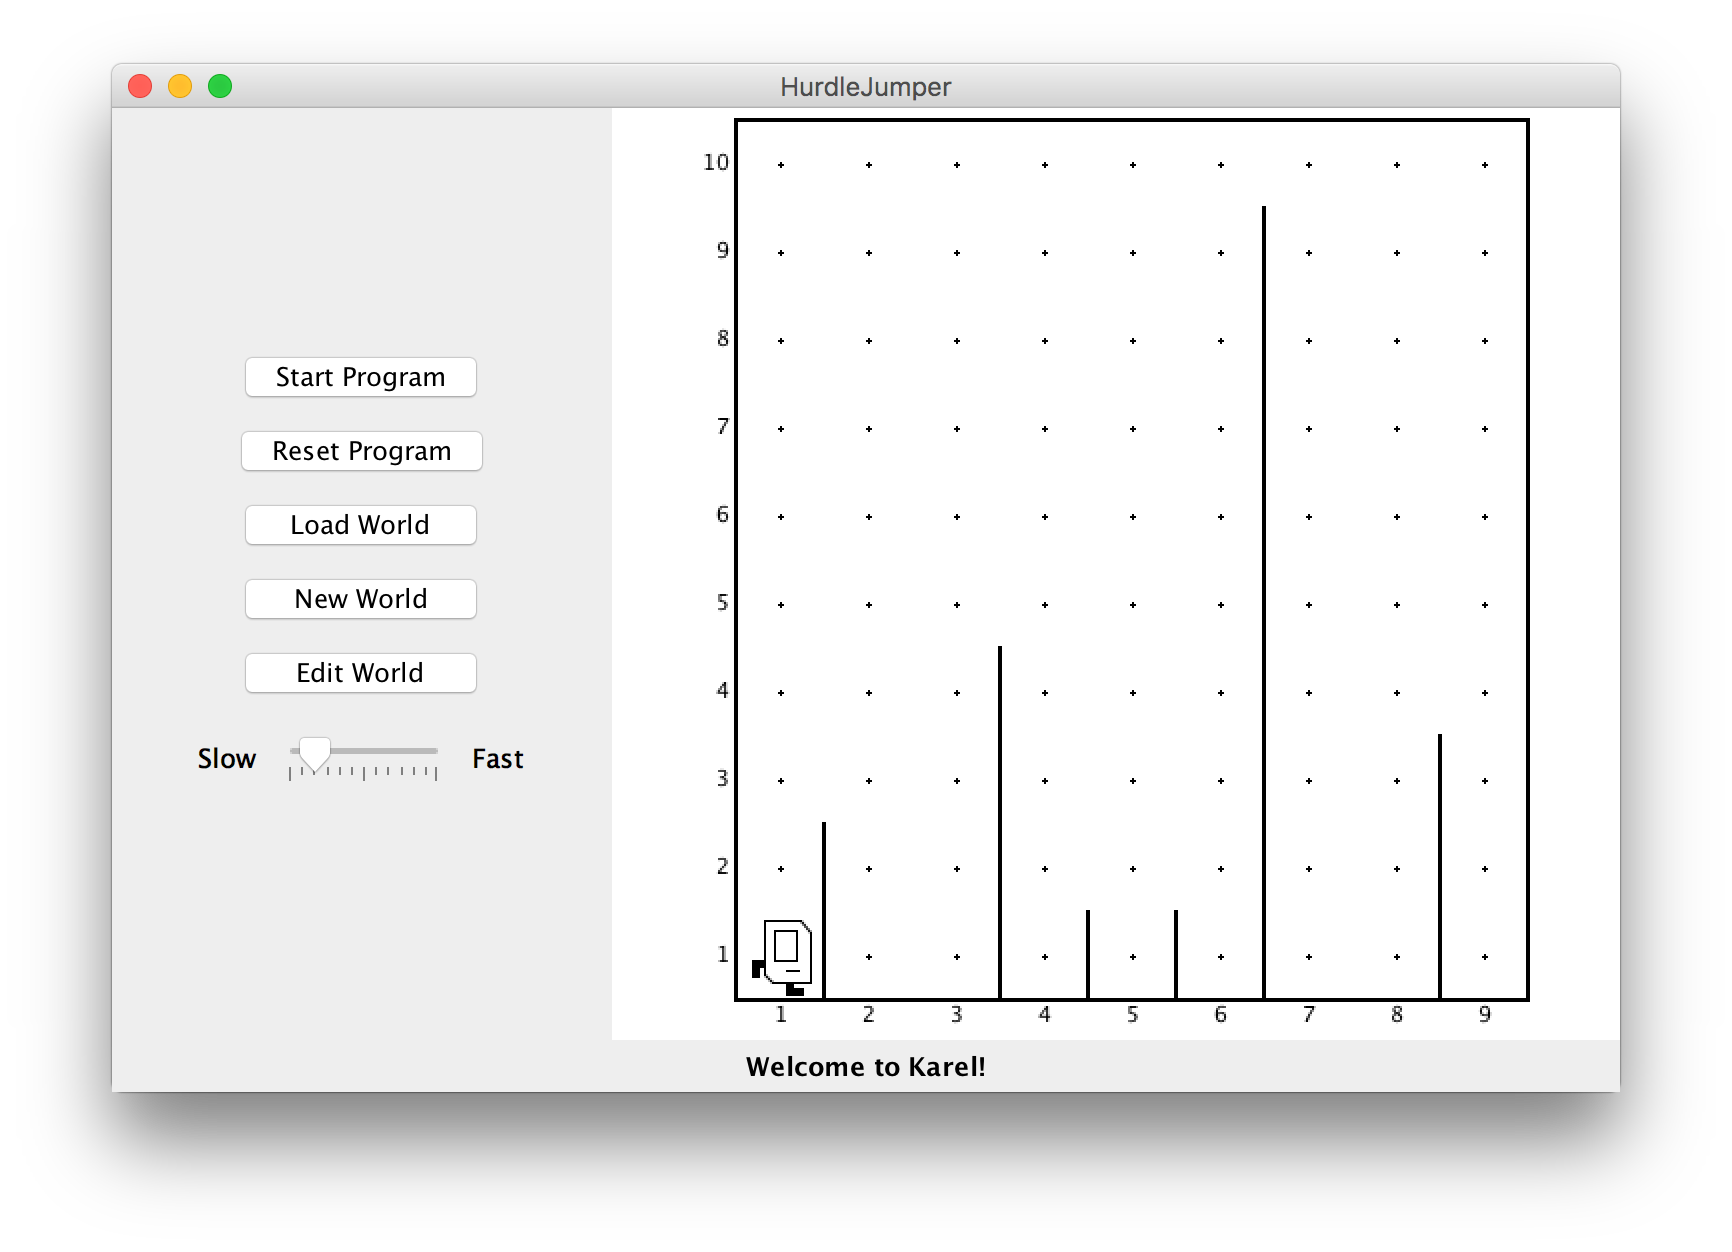 HurdleJumper
Start Program
Reset Program
Load World
New World
Edit World
Slow Fast
10
9
8
7
6
5
4
3
2
1
1 2 3 4 5 6 7 8 9
Welcome to Karel!